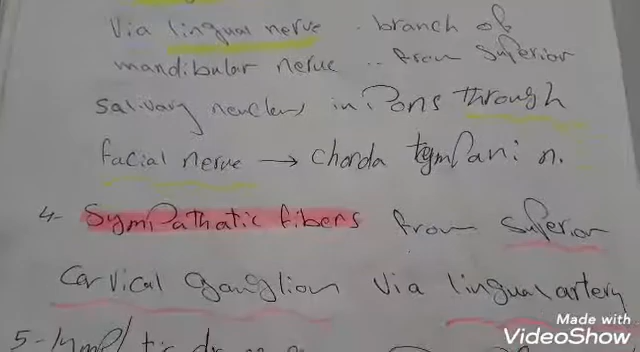 Via lingual nerve . branch of
mandibular nerve .. from superior
salivary neucleus in Pons through
facial nerve → chorda tymPani n.
4- SymPathatic fibers from superior
Cervical ganglion via lingual artery
5-
Made with
VideoShow